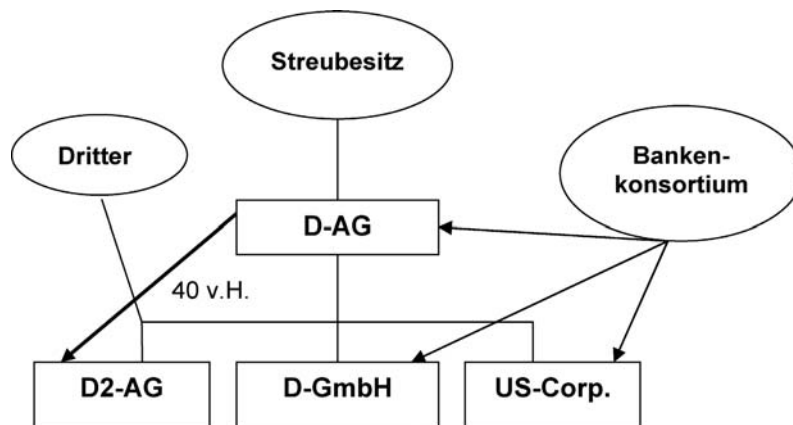 Streubesitz
Dritter
Banken-
konsortium
D-AG
40 v.H.
D2-AG
D-GmbH
US-Corp.